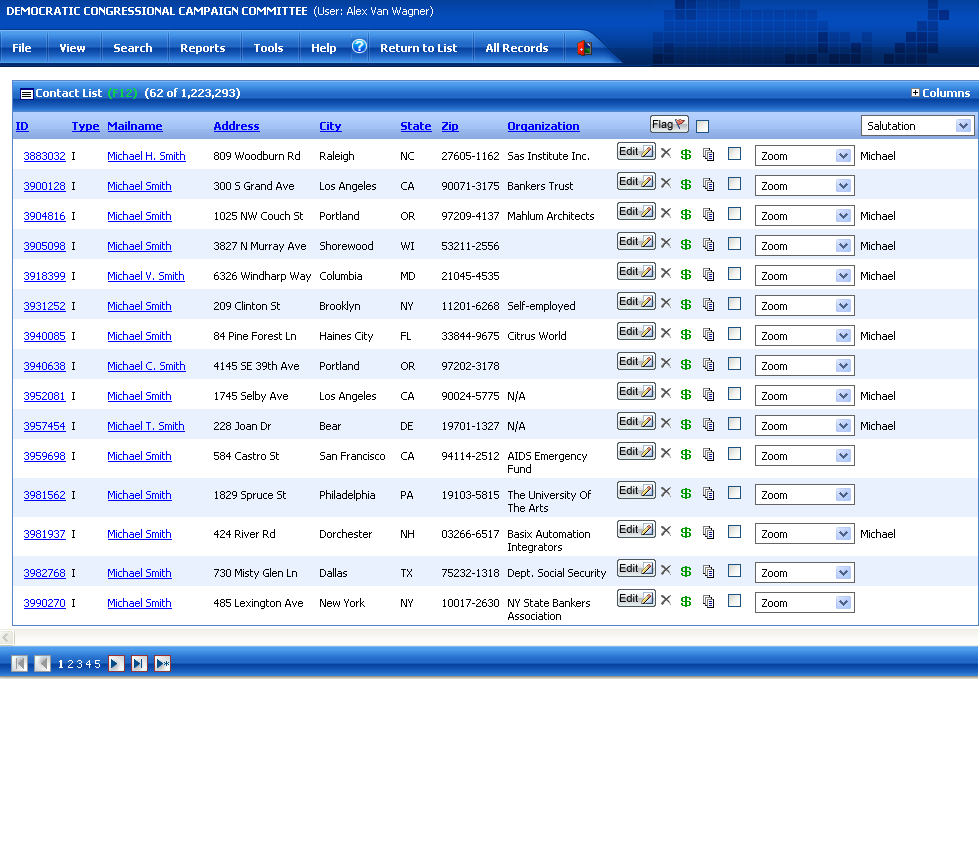 DEMOCRATIC CONGRESSIONAL CAMPAIGN COMMITTEE (User: Alex Van Wagner)
File View Search Reports Tools Help ? Return to List All Records
Contact List (F12) (62 of 1,223,293) Columns
ID Type Mailname Address City State Zip Organization Flag Salutation
3883032 I Michael H. Smith 809 Woodburn Rd Raleigh NC 27605-1162 Sas Institute Inc. Edit $ Zoom Michael
3900128 I Michael Smith 300 S Grand Ave Los Angeles CA 90071-3175 Bankers Trust Edit $ Zoom
3904816 I Michael Smith 1025 NW Couch St Portland OR 97209-4137 Mahlum Architects Edit $ Zoom Michael
3905098 I Michael Smith 3827 N Murray Ave Shorewood WI 53211-2556 Edit $ Zoom Michael
3918399 I Michael V. Smith 6326 Windharp Way Columbia MD 21045-4535 Edit $ Zoom Michael
3931252 I Michael Smith 209 Clinton St Brooklyn NY 11201-6268 Self-employed Edit $ Zoom
3940085 I Michael Smith 84 Pine Forest Ln Haines City FL 33844-9675 Citrus World Edit $ Zoom Michael
3940638 I Michael C. Smith 4145 SE 39th Ave Portland OR 97202-3178 Edit $ Zoom
3952081 I Michael Smith 1745 Selby Ave Los Angeles CA 90024-5775 N/A Edit $ Zoom Michael
3957454 I Michael T. Smith 228 Joan Dr Bear DE 19701-1327 N/A Edit $ Zoom Michael
3959698 I Michael Smith 584 Castro St San Francisco CA 94114-2512 AIDS Emergency Edit $ Zoom
Fund
3981562 I Michael Smith 1829 Spruce St Philadelphia PA 19103-5815 The University Of Edit $ Zoom
The Arts
3981937 I Michael Smith 424 River Rd Dorchester NH 03266-6517 Basix Automation Edit $ Zoom Michael
Integrators
3982768 I Michael Smith 730 Misty Glen Ln Dallas TX 75232-1318 Dept. Social Security Edit $ Zoom
3990270 I Michael Smith 485 Lexington Ave New York NY 10017-2630 NY State Bankers Edit $ Zoom
Association
1 2 3 4 5